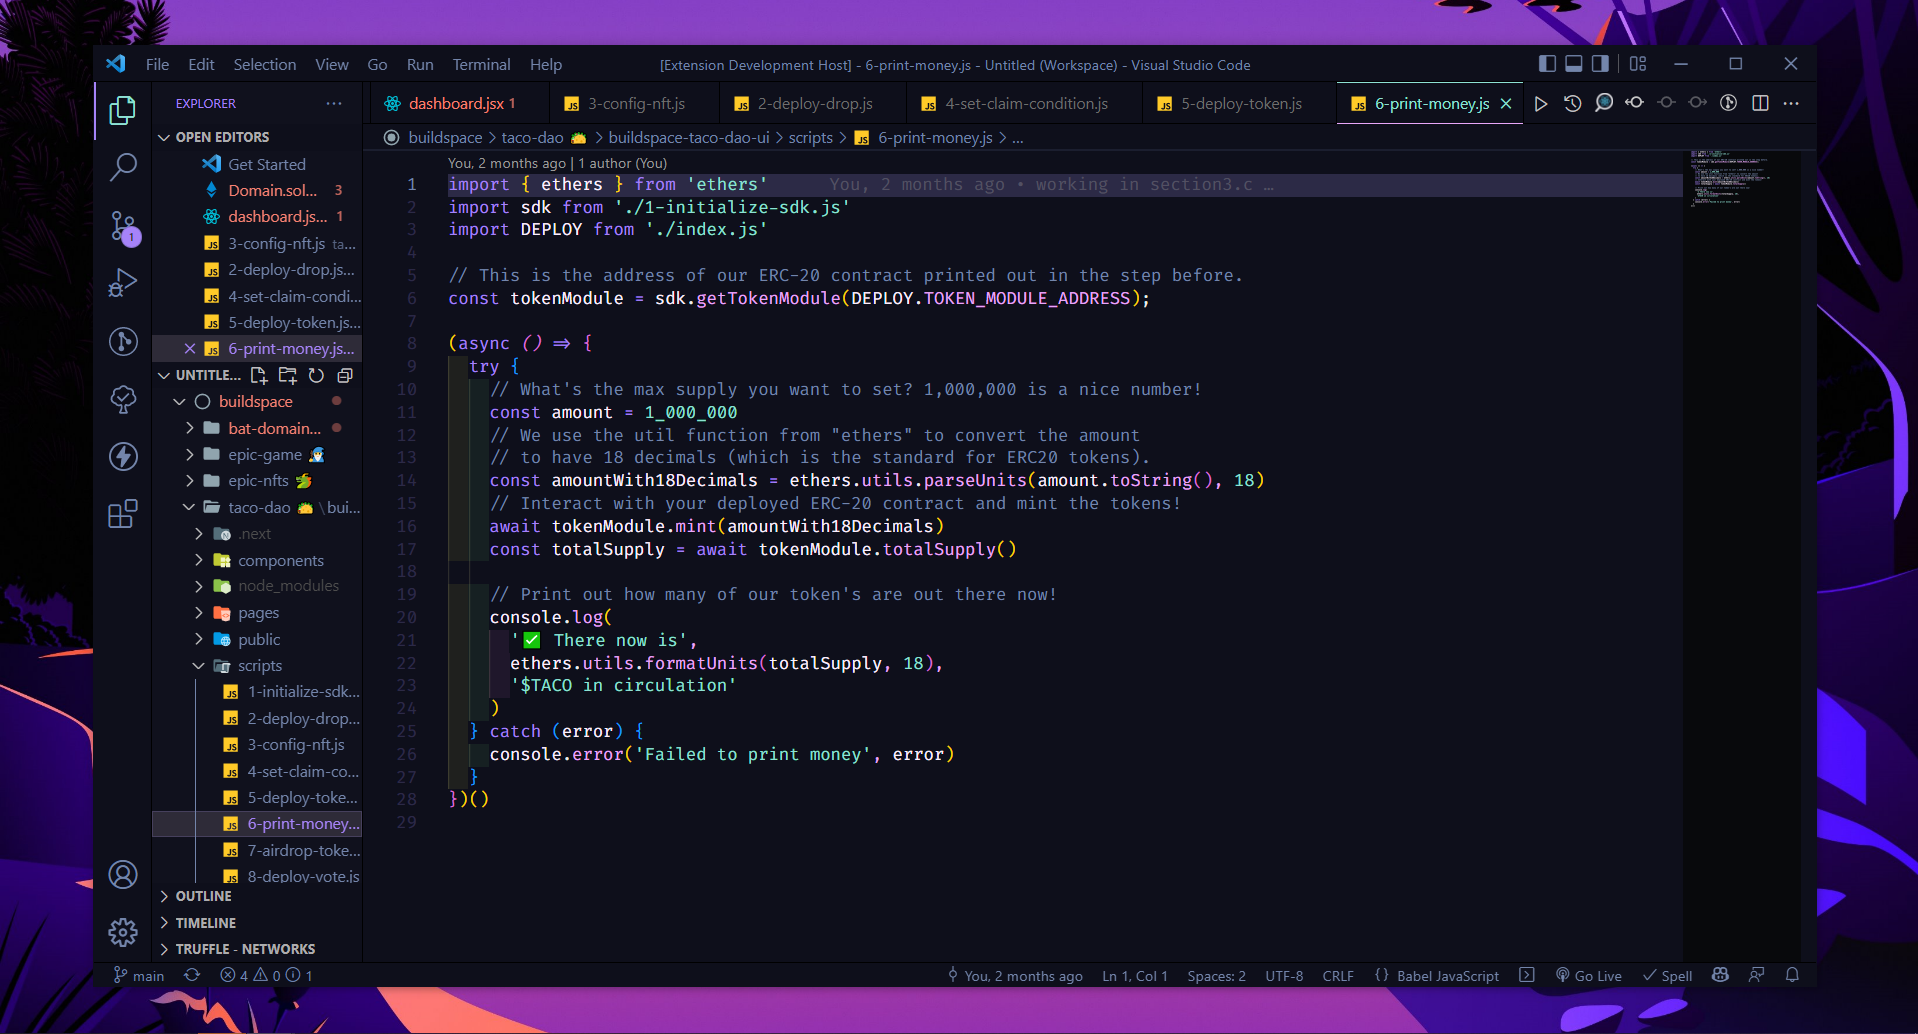 File Edit Selection View Go Run Terminal Help [Extension Development Host] - 6-print-money.js - Untitled (Workspace) - Visual Studio Code
EXPLORER ···
OPEN EDITORS
Get Started
Domain.sol... 3
dashboard.js... 1
3-config-nft.js ta...
2-deploy-drop.js...
4-set-claim-condi...
5-deploy-token.js...
6-print-money.js...
UNTITLE...
buildspace
bat-domain...
epic-game 🧙
epic-nfts 🐲
taco-dao 🌮 \bui...
.next
components
node_modules
pages
public
scripts
1-initialize-sdk...
2-deploy-drop...
3-config-nft.js
4-set-claim-co...
5-deploy-toke...
6-print-money...
7-airdrop-toke...
8-deploy-vote.js
OUTLINE
TIMELINE
TRUFFLE - NETWORKS
1
dashboard.jsx 1 3-config-nft.js 2-deploy-drop.js 4-set-claim-condition.js 5-deploy-token.js 6-print-money.js
buildspace > taco-dao 🌮 > buildspace-taco-dao-ui > scripts > JS 6-print-money.js > ...
You, 2 months ago | 1 author (You)
1 import { ethers } from 'ethers' You, 2 months ago • working in section3.c …
2 import sdk from './1-initialize-sdk.js'
3 import DEPLOY from './index.js'
4
5 // This is the address of our ERC-20 contract printed out in the step before.
6 const tokenModule = sdk.getTokenModule(DEPLOY.TOKEN_MODULE_ADDRESS);
7
8 (async () => {
9 try {
10 // What's the max supply you want to set? 1,000,000 is a nice number!
11 const amount = 1_000_000
12 // We use the util function from "ethers" to convert the amount
13 // to have 18 decimals (which is the standard for ERC20 tokens).
14 const amountWith18Decimals = ethers.utils.parseUnits(amount.toString(), 18)
15 // Interact with your deployed ERC-20 contract and mint the tokens!
16 await tokenModule.mint(amountWith18Decimals)
17 const totalSupply = await tokenModule.totalSupply()
18
19 // Print out how many of our token's are out there now!
20 console.log(
21 '✅ There now is',
22 ethers.utils.formatUnits(totalSupply, 18),
23 '$TACO in circulation'
24 )
25 } catch (error) {
26 console.error('Failed to print money', error)
27 }
28 })()
29
main 4 0 1 You, 2 months ago Ln 1, Col 1 Spaces: 2 UTF-8 CRLF {} Babel JavaScript Go Live Spell